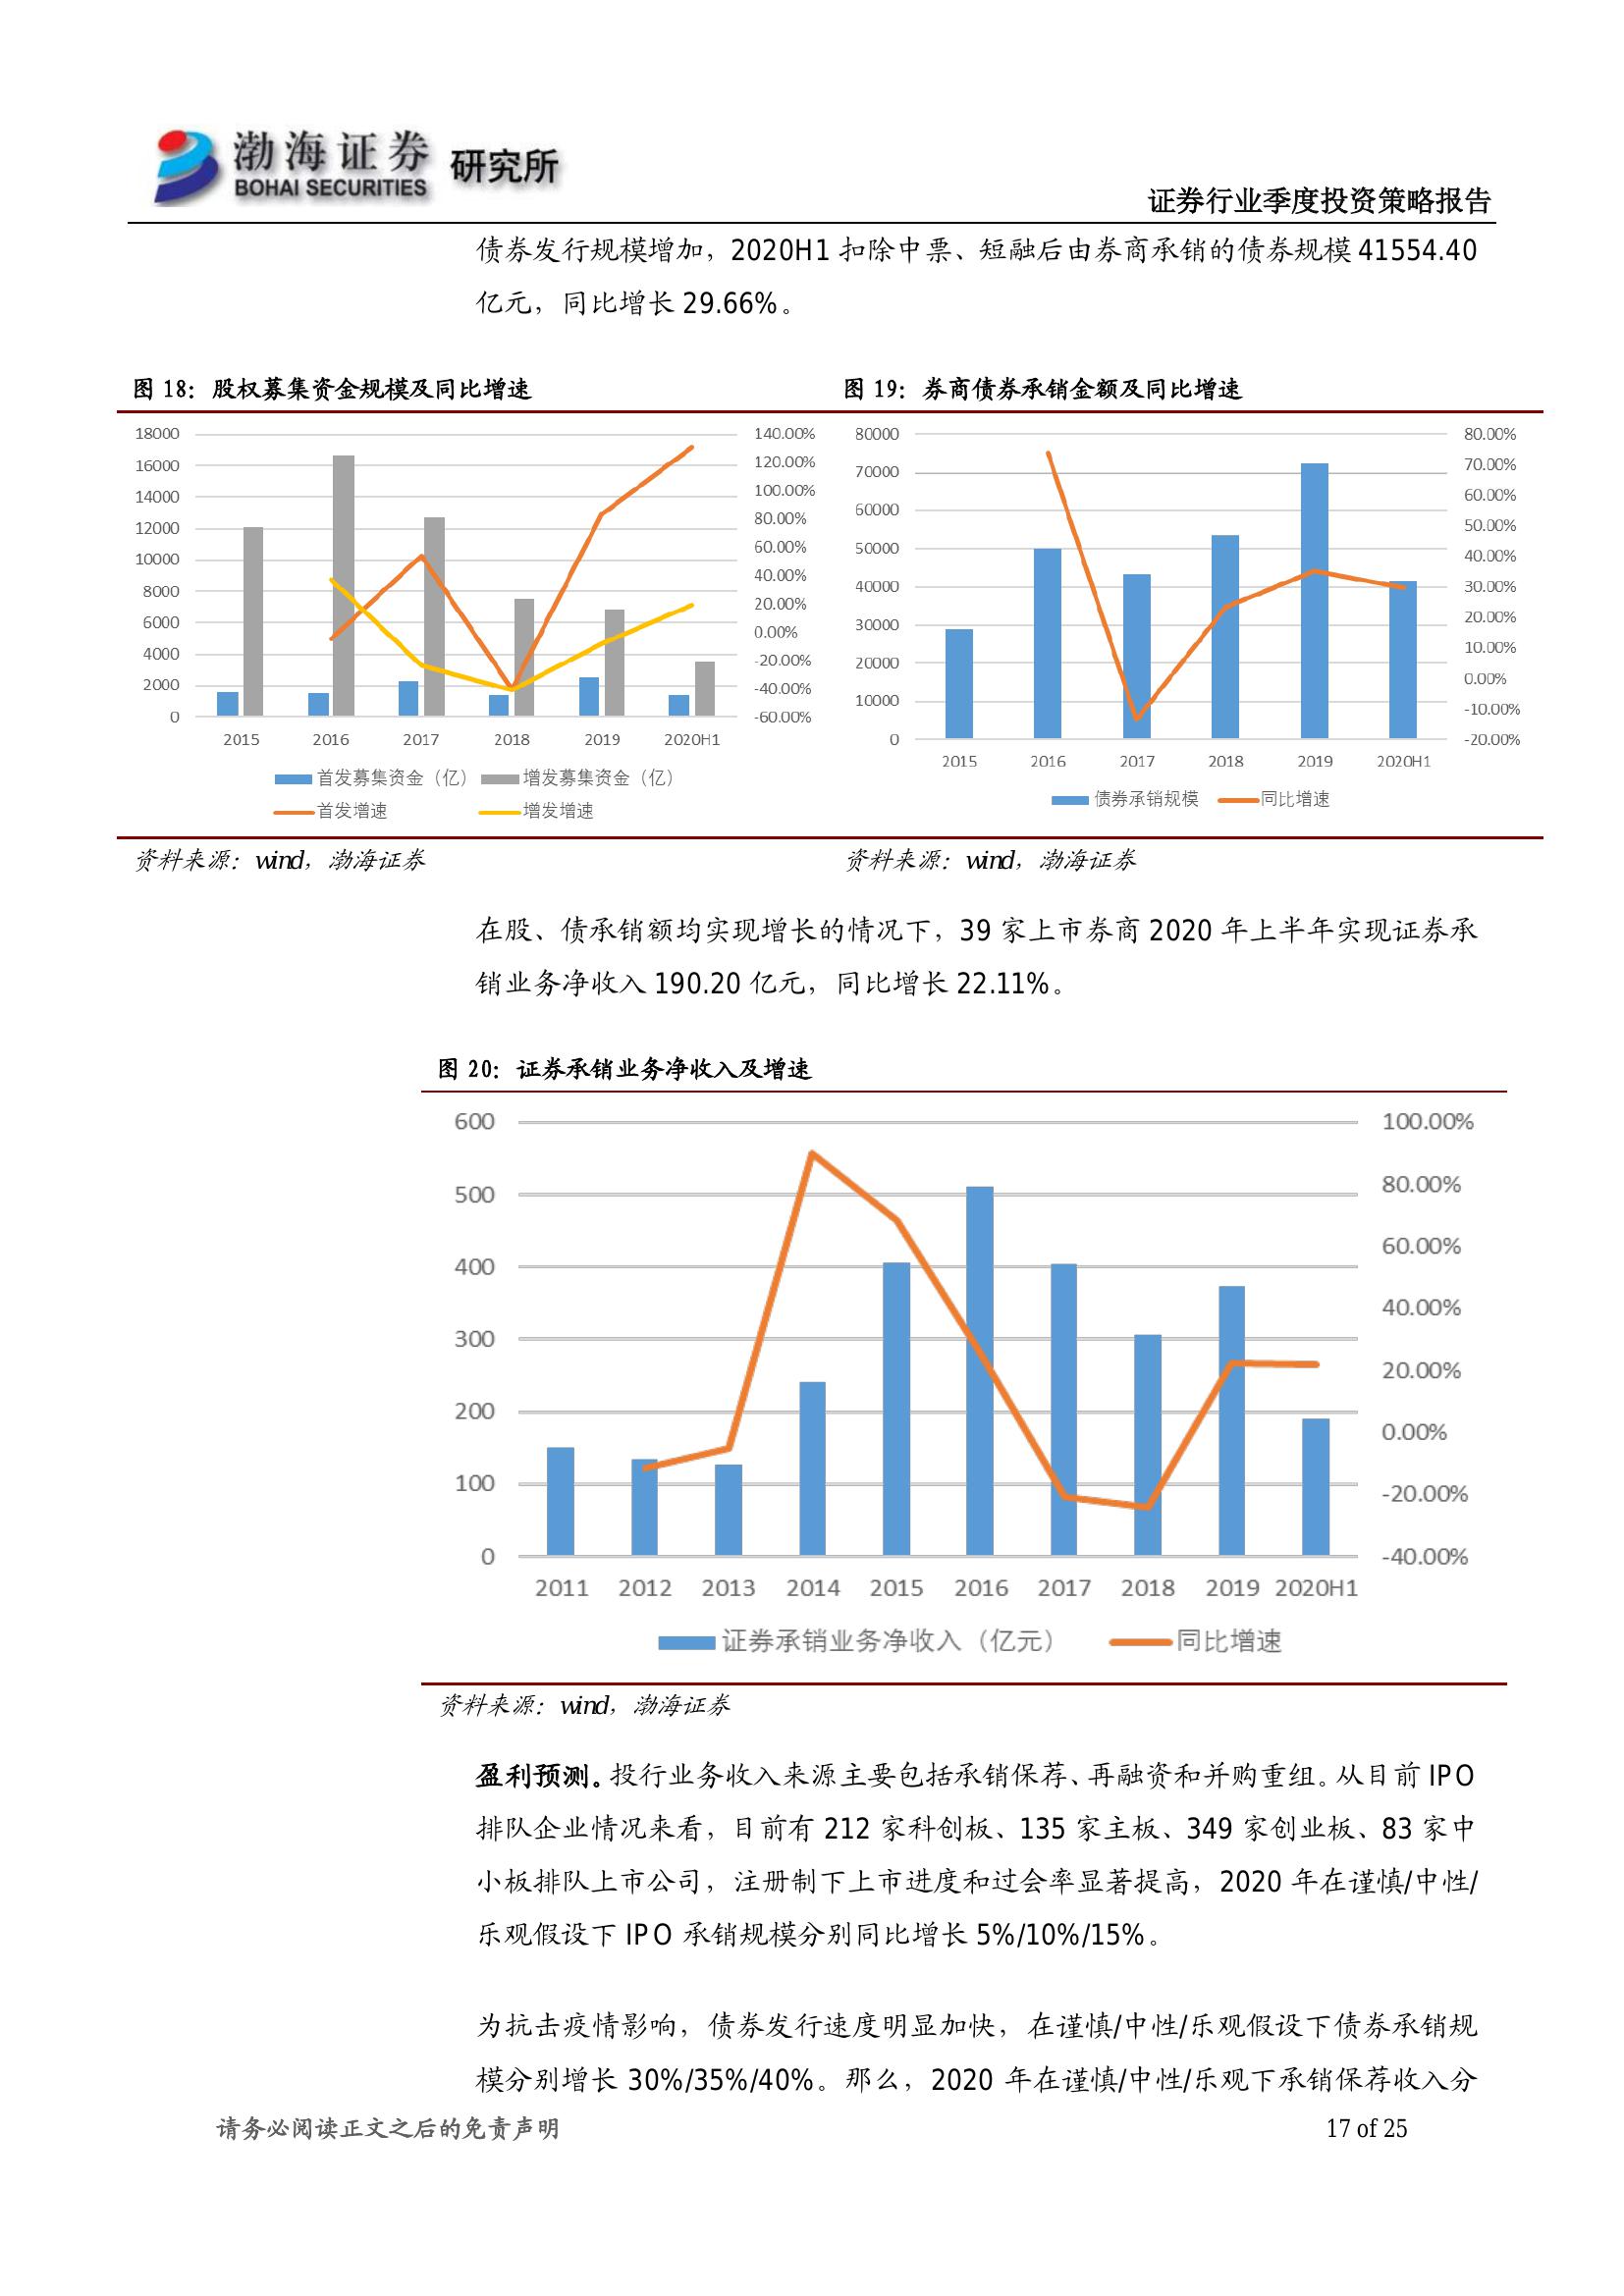 渤海证券 研究所
BOHAI SECURITIES
证券行业季度投资策略报告
债券发行规模增加，2020H1 扣除中票、短融后由券商承销的债券规模 41554.40
亿元，同比增长 29.66%。
图 18：股权募集资金规模及同比增速
18000
16000
14000
12000
10000
8000
6000
4000
2000
0
140.00%
120.00%
100.00%
80.00%
60.00%
40.00%
20.00%
0.00%
-20.00%
-40.00%
-60.00%
2015 2016 2017 2018 2019 2020H1
首发募集资金（亿） 增发募集资金（亿）
首发增速 增发增速
资料来源：wind，渤海证券
图 19：券商债券承销金额及同比增速
80000
70000
60000
50000
40000
30000
20000
10000
0
80.00%
70.00%
60.00%
50.00%
40.00%
30.00%
20.00%
10.00%
0.00%
-10.00%
-20.00%
2015 2016 2017 2018 2019 2020H1
债券承销规模 同比增速
资料来源：wind，渤海证券
在股、债承销额均实现增长的情况下，39 家上市券商 2020 年上半年实现证券承
销业务净收入 190.20 亿元，同比增长 22.11%。
图 20：证券承销业务净收入及增速
600
500
400
300
200
100
0
100.00%
80.00%
60.00%
40.00%
20.00%
0.00%
-20.00%
-40.00%
2011 2012 2013 2014 2015 2016 2017 2018 2019 2020H1
证券承销业务净收入（亿元） 同比增速
资料来源：wind，渤海证券
盈利预测。投行业务收入来源主要包括承销保荐、再融资和并购重组。从目前 IPO
排队企业情况来看，目前有 212 家科创板、135 家主板、349 家创业板、83 家中
小板排队上市公司，注册制下上市进度和过会率显著提高，2020 年在谨慎/中性/
乐观假设下 IPO 承销规模分别同比增长 5%/10%/15%。
为抗击疫情影响，债券发行速度明显加快，在谨慎/中性/乐观假设下债券承销规
模分别增长 30%/35%/40%。那么，2020 年在谨慎/中性/乐观下承销保荐收入分
请务必阅读正文之后的免责声明
17 of 25